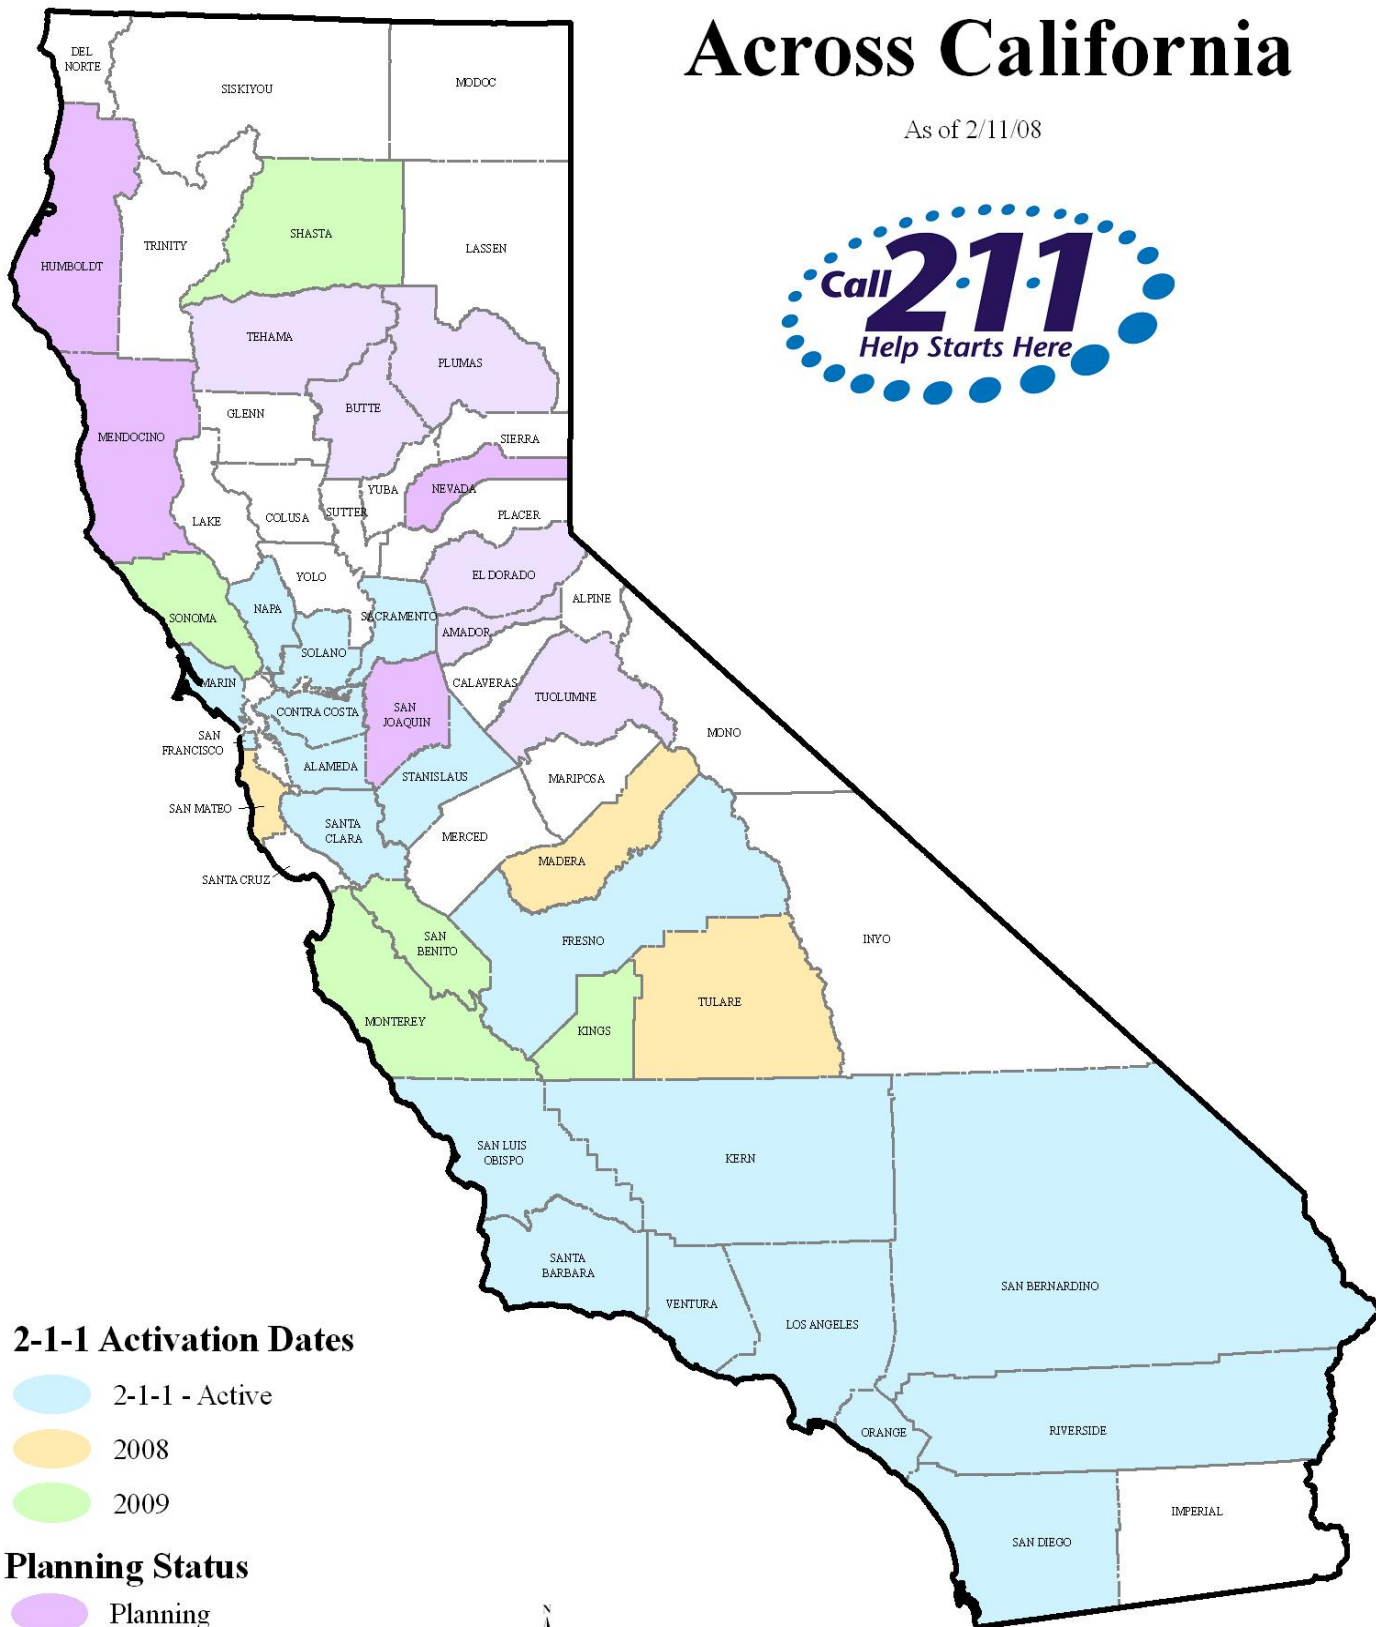 Across California
As of 2/11/08
Call 2·1·1
Help Starts Here
DEL
NORTE
SISKIYOU
MODOC
HUMBOLDT
TRINITY
SHASTA
LASSEN
TEHAMA
PLUMAS
BUTTE
GLENN
MENDOCINO
SIERRA
NEVADA
YUBA
SUTTER
COLUSA
LAKE
PLACER
EL DORADO
YOLO
NAPA
SONOMA
SACRAMENTO
ALPINE
AMADOR
SOLANO
MARIN
CALAVERAS
TUOLUMNE
CONTRA COSTA
SAN
JOAQUIN
MONO
SAN
FRANCISCO
ALAMEDA
STANISLAUS
MARIPOSA
SAN MATEO
SANTA
CLARA
MERCED
MADERA
SANTA CRUZ
SAN
BENITO
FRESNO
INYO
MONTEREY
KINGS
TULARE
SAN LUIS
OBISPO
KERN
SANTA
BARBARA
VENTURA
LOS ANGELES
SAN BERNARDINO
ORANGE
RIVERSIDE
SAN DIEGO
IMPERIAL
2-1-1 Activation Dates
2-1-1 - Active
2008
2009
Planning Status
Planning
N